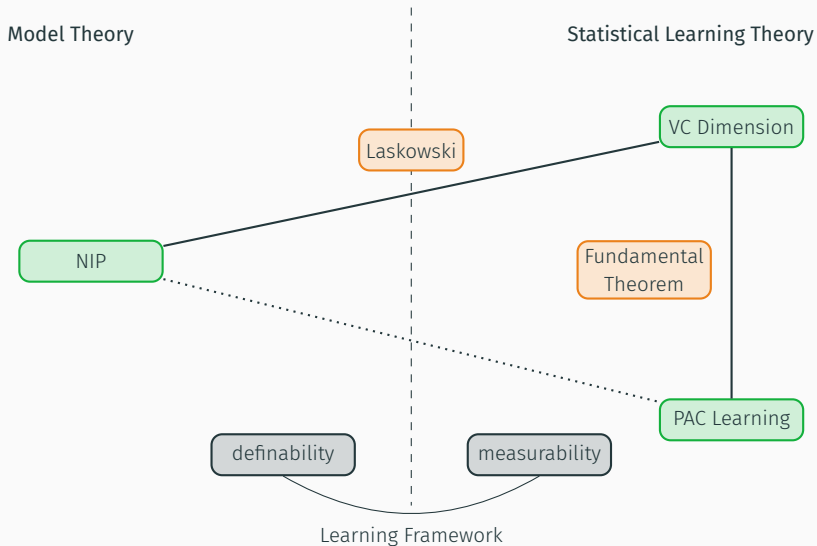 Model Theory
Statistical Learning Theory
VC Dimension
Laskowski
NIP
Fundamental
Theorem
PAC Learning
definability
measurability
Learning Framework